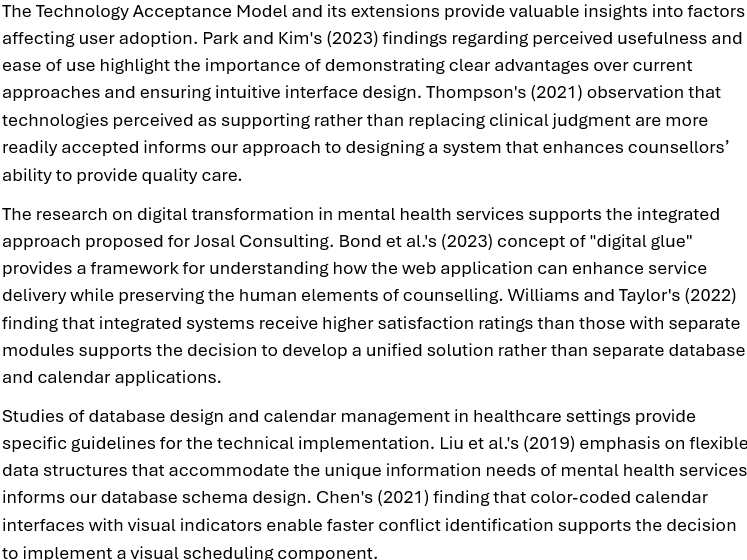 The Technology Acceptance Model and its extensions provide valuable insights into factors
affecting user adoption. Park and Kim's (2023) findings regarding perceived usefulness and
ease of use highlight the importance of demonstrating clear advantages over current
approaches and ensuring intuitive interface design. Thompson's (2021) observation that
technologies perceived as supporting rather than replacing clinical judgment are more
readily accepted informs our approach to designing a system that enhances counsellors’
ability to provide quality care.
The research on digital transformation in mental health services supports the integrated
approach proposed for Josal Consulting. Bond et al.'s (2023) concept of "digital glue"
provides a framework for understanding how the web application can enhance service
delivery while preserving the human elements of counselling. Williams and Taylor's (2022)
finding that integrated systems receive higher satisfaction ratings than those with separate
modules supports the decision to develop a unified solution rather than separate database
and calendar applications.
Studies of database design and calendar management in healthcare settings provide
specific guidelines for the technical implementation. Liu et al.'s (2019) emphasis on flexible
data structures that accommodate the unique information needs of mental health services
informs our database schema design. Chen's (2021) finding that color-coded calendar
interfaces with visual indicators enable faster conflict identification supports the decision
to implement a visual scheduling component.